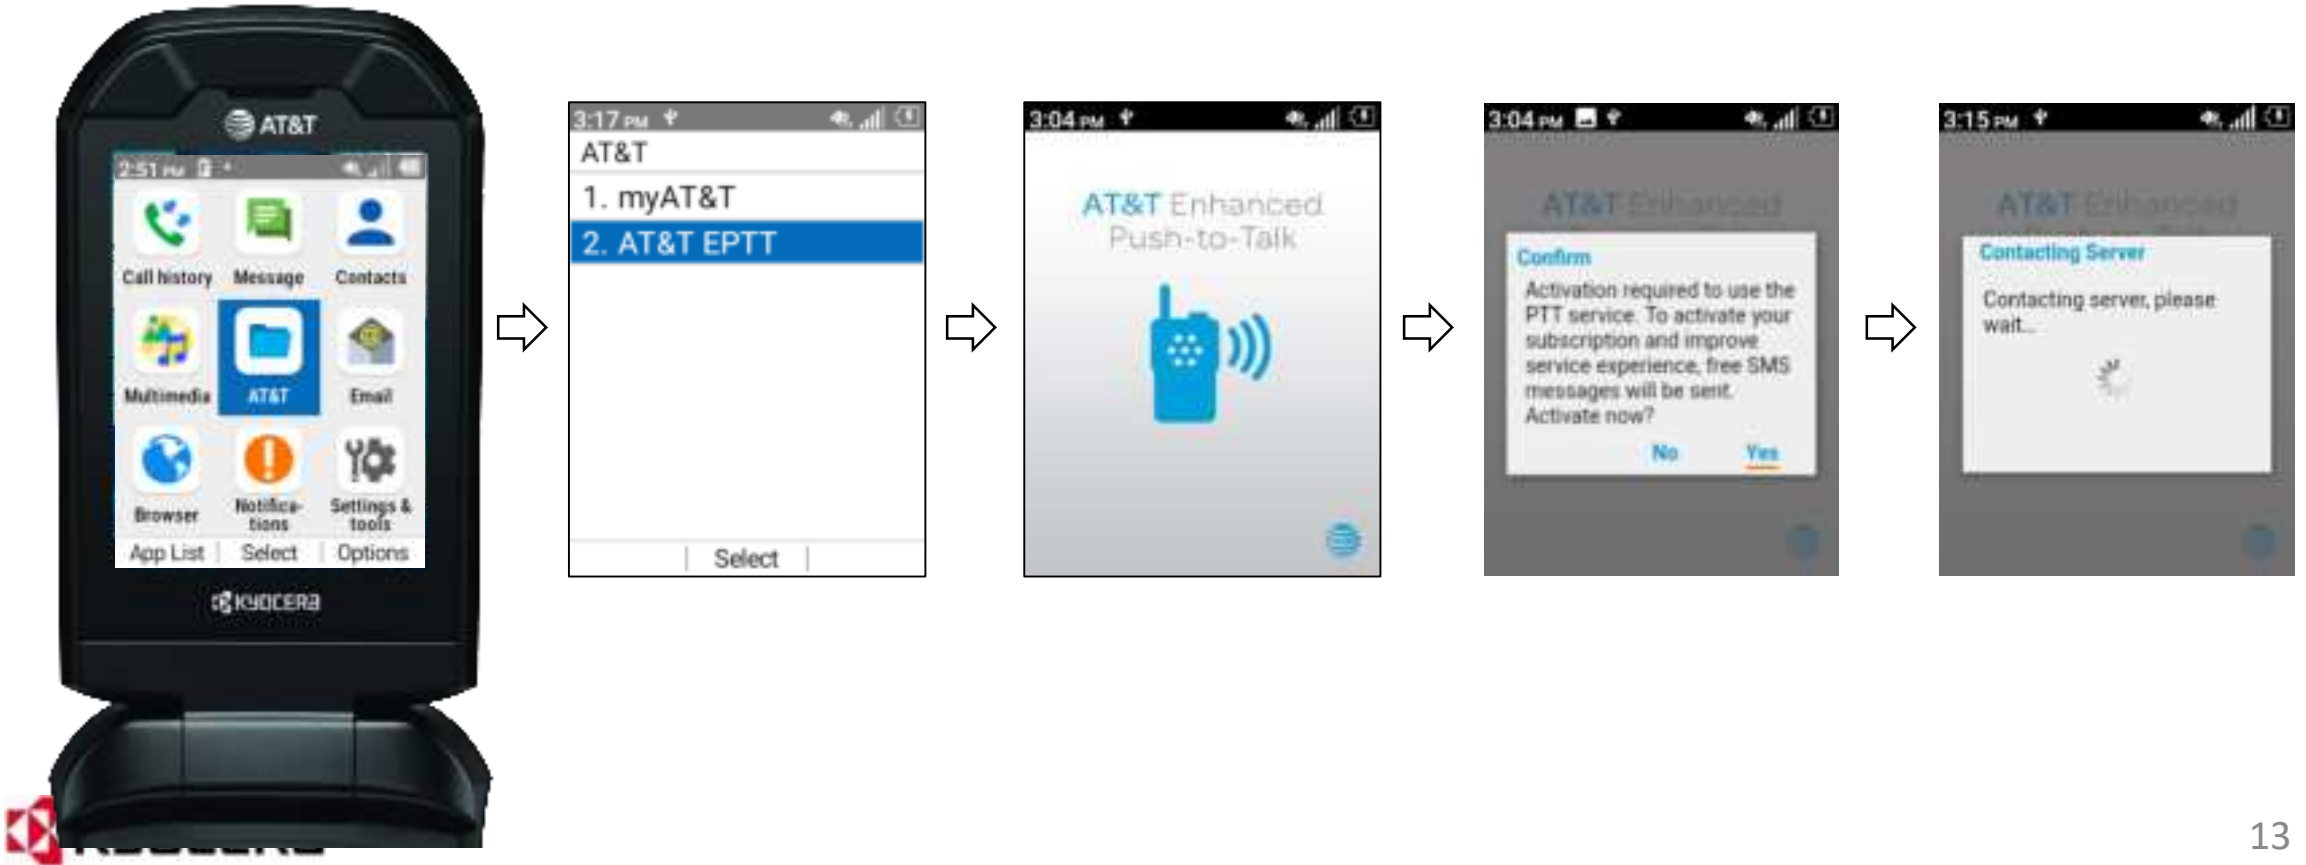 AT&T
2:51 PM
Call history Message Contacts
Multimedia AT&T Email
Browser Notifica-tions Settings & tools
App List Select Options
KYOCERA
3:17 PM
AT&T
1. myAT&T
2. AT&T EPTT
Select
3:04 PM
AT&T Enhanced
Push-to-Talk
3:04 PM
AT&T Enhanced
Confirm
Activation required to use the
PTT service. To activate your
subscription and improve
service experience, free SMS
messages will be sent.
Activate now?
No Yes
3:15 PM
AT&T Enhanced
Contacting Server
Contacting server, please
wait...
13